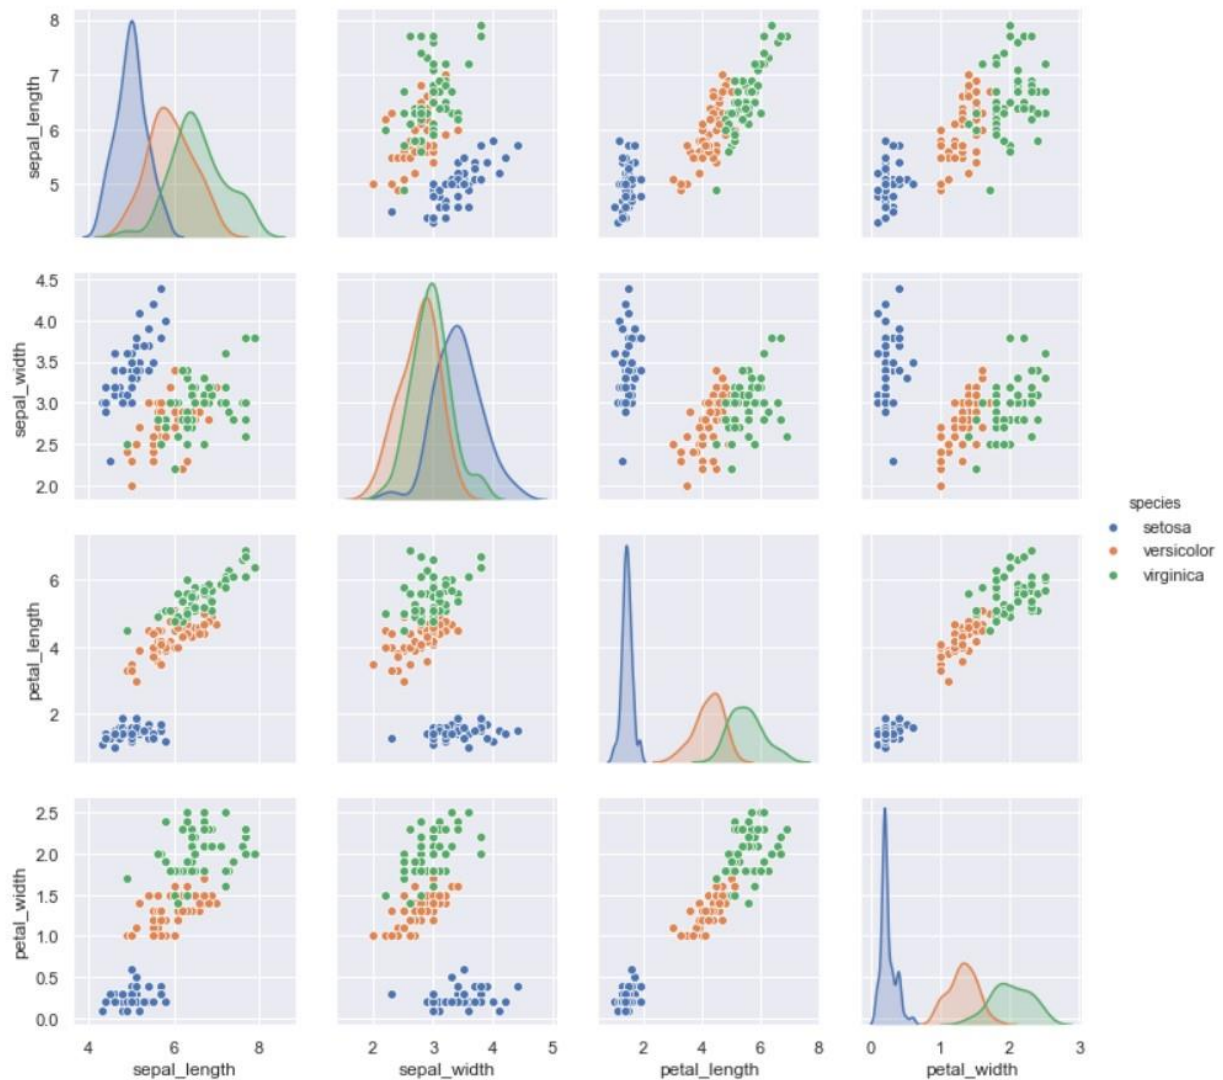 8
7
6
5
sepal_length
4.5
4.0
3.5
3.0
2.5
2.0
sepal_width
species
setosa
versicolor
virginica
6
4
2
petal_length
2.5
2.0
1.5
1.0
0.5
0.0
petal_width
4 6 8 2 3 4 5 2 4 6 8 0 1 2 3
sepal_length sepal_width petal_length petal_width